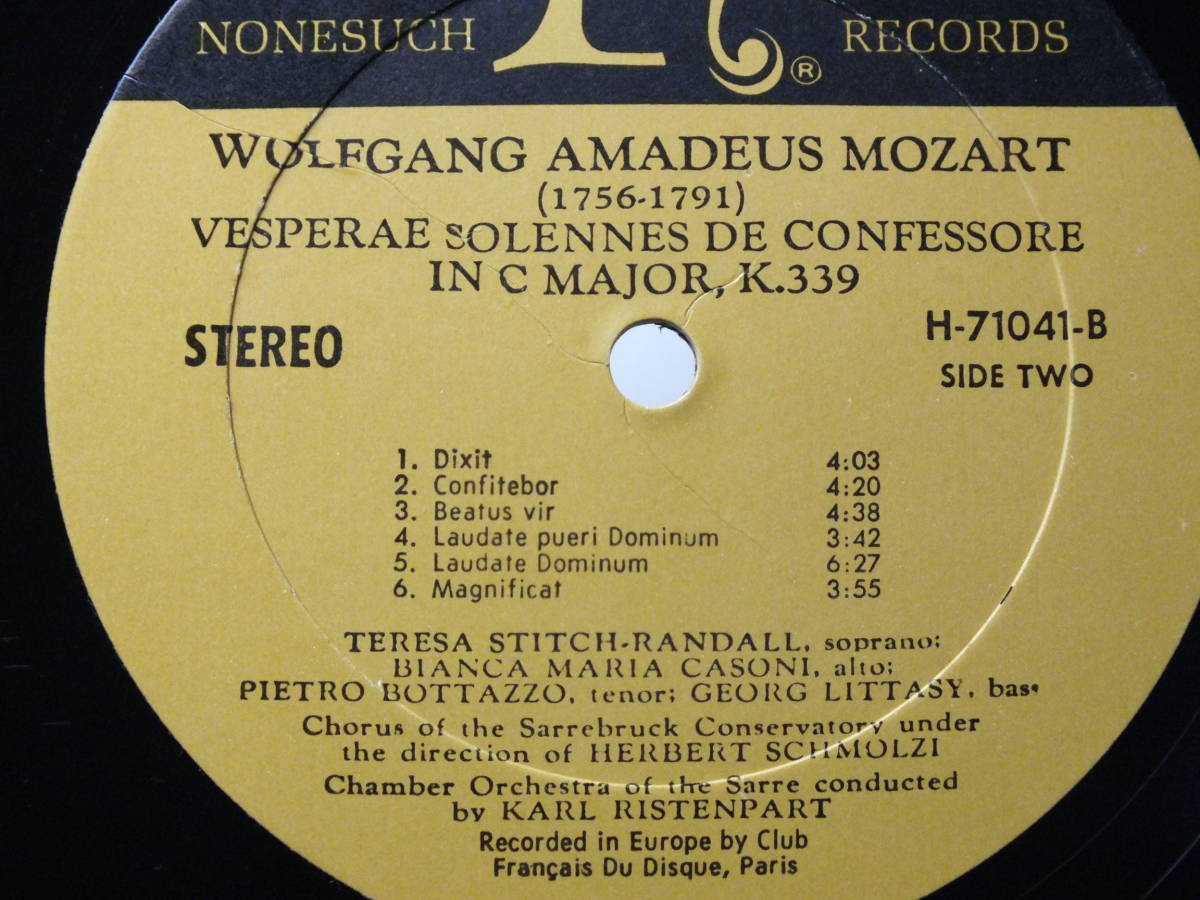 NONESUCH RECORDS
®
WOLFGANG AMADEUS MOZART
(1756-1791)
VESPERAE SOLENNES DE CONFESSORE
IN C MAJOR, K.339
STEREO
H-71041-B
SIDE TWO
1. Dixit 4:03
2. Confitebor 4:20
3. Beatus vir 4:38
4. Laudate pueri Dominum 3:42
5. Laudate Dominum 6:27
6. Magnificat 3:55
TERESA STITCH-RANDALL, soprano;
BIANCA MARIA CASONI, alto;
PIETRO BOTTAZZO, tenor; GEORG LITTASY, bass
Chorus of the Sarrebruck Conservatory under
the direction of HERBERT SCHMOLZI
Chamber Orchestra of the Sarre conducted
by KARL RISTENPART
Recorded in Europe by Club
Français Du Disque, Paris